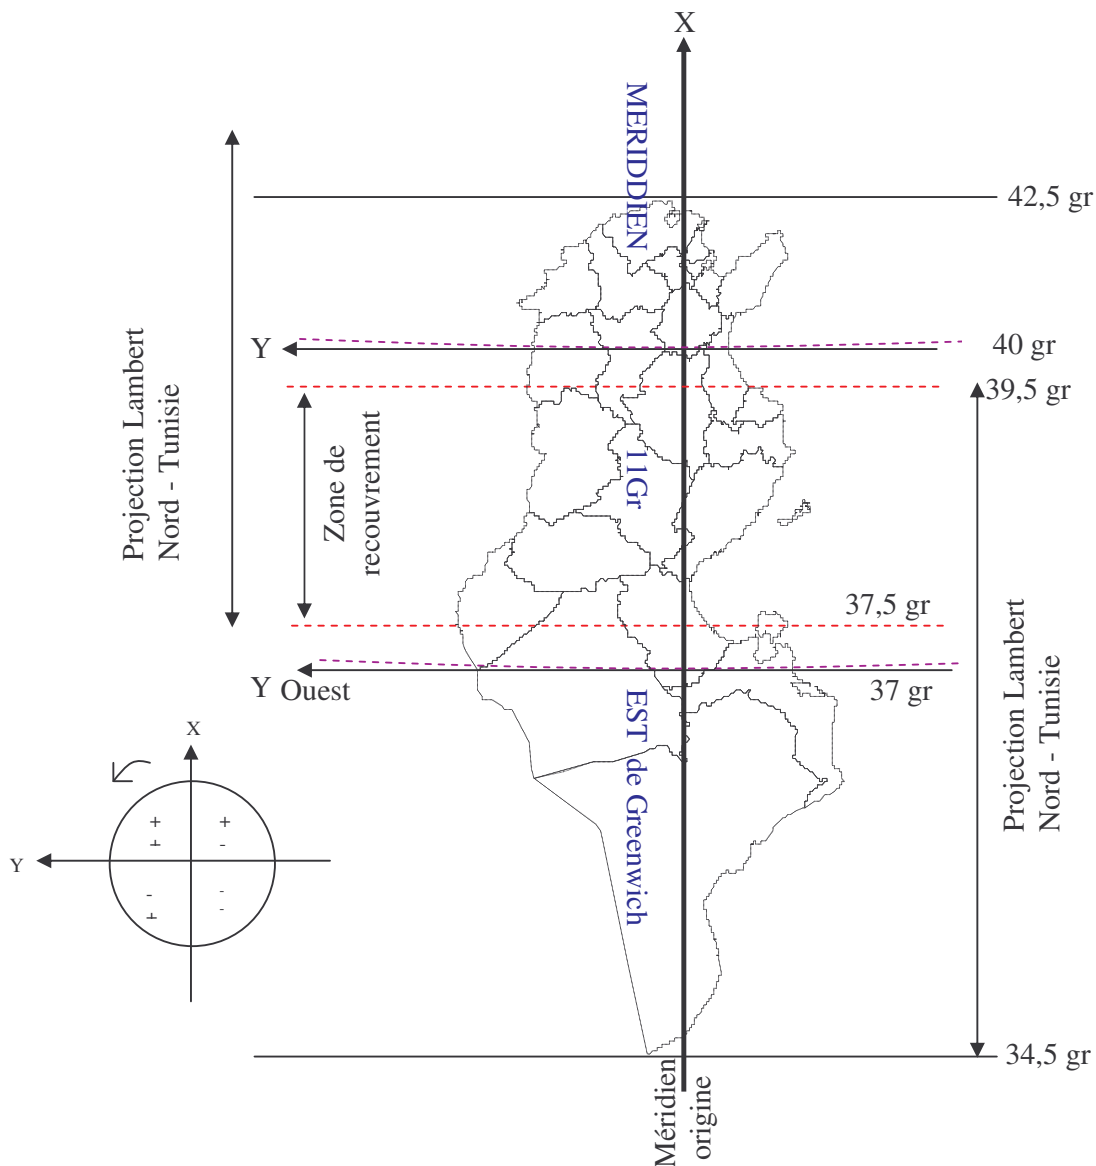 X
MERIDDIEN
42,5 gr
Projection Lambert
Nord - Tunisie
Y
40 gr
39,5 gr
Zone de
recouvrement
11Gr
37,5 gr
Y Ouest
37 gr
EST de Greenwich
Projection Lambert
Nord - Tunisie
X
+ +
+ -
Y
- -
+ -
34,5 gr
Méridien
origine